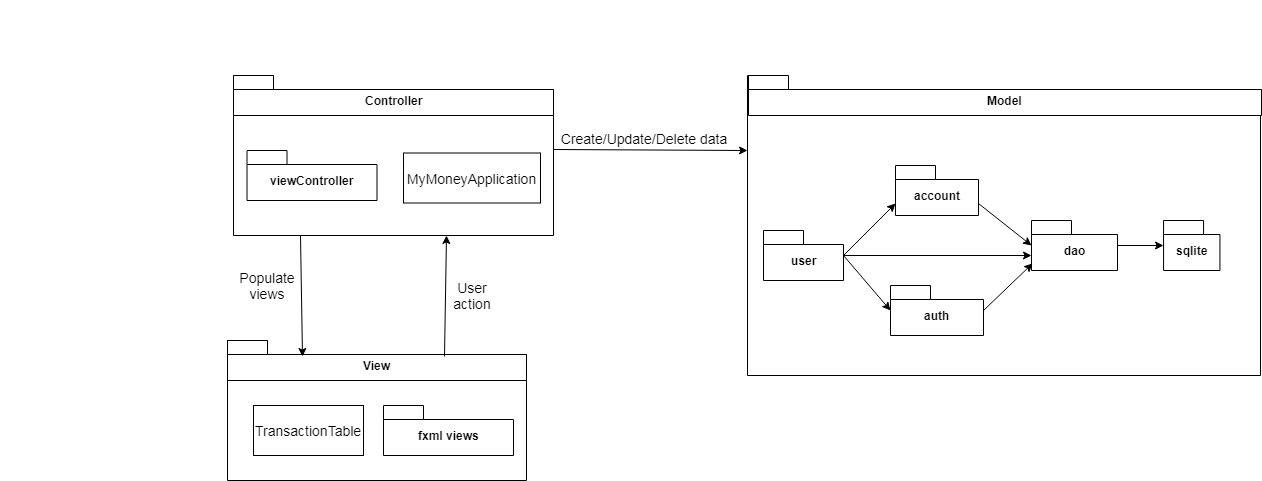 Controller
viewController
MyMoneyApplication
Create/Update/Delete data
Model
account
user
dao
sqlite
auth
Populate
views
User
action
View
TransactionTable
fxml views